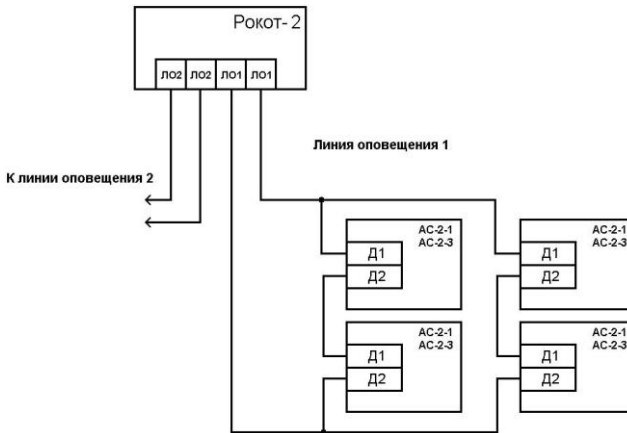 Рокот- 2
ЛО2 ЛО2 ЛО1 ЛО1
Линия оповещения 1
К линии оповещения 2
АС-2-1
АС-2-3
Д1
Д2
АС-2-1
АС-2-3
Д1
Д2
АС-2-1
АС-2-3
Д1
Д2
АС-2-1
АС-2-3
Д1
Д2